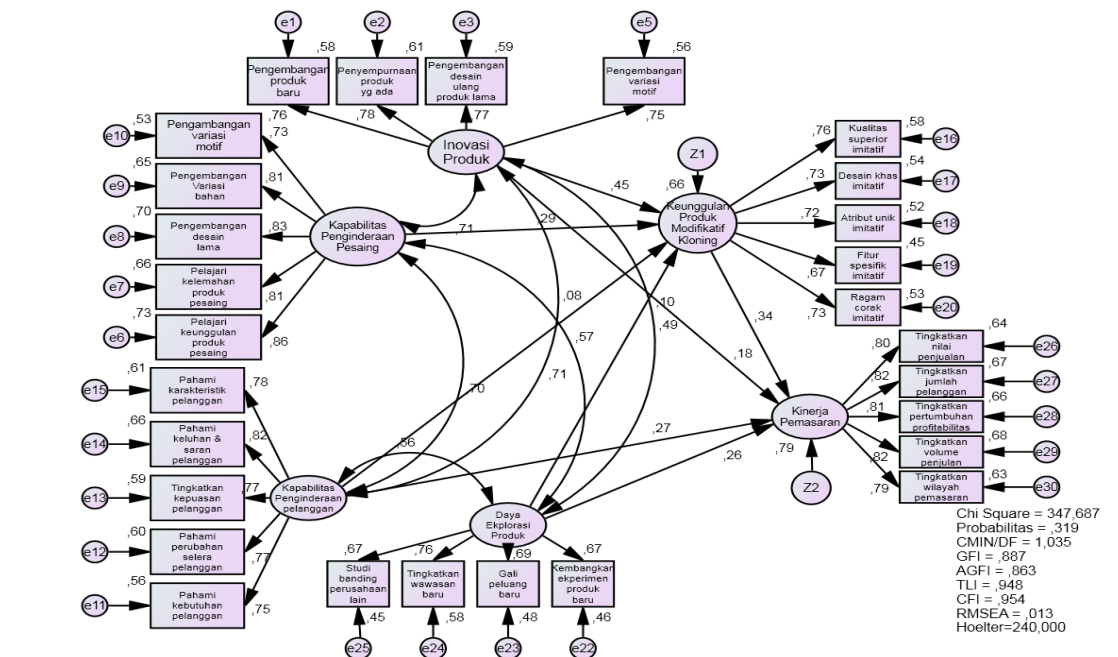 e1
e2
e3
e5
,58
,61
,59
,56
Pengembangan
produk
baru
Penyempurnaan
produk
yg ada
Pengembangan
desain
ulang
produk lama
Pengembangan
variasi
motif
,76
,78
,77
,75
Inovasi
Produk
e10
,53
Pengambangan
variasi
motif
,73
e9
,65
Pengembangan
Variasi
bahan
,81
e8
,70
Pengembangan
desain
lama
,83
e7
,66
Pelajari
kelemahan
produk
pesaing
,81
e6
,73
Pelajari
keunggulan
produk
pesaing
,86
Kapabilitas
Penginderaan
Pesaing
,71
,29
,45
Z1
,66
Keunggulan
Produk
Modifikatif
Kloning
,76
Kualitas
superior
imitatif
,58
e16
,73
Desain khas
imitatif
,54
e17
,72
Atribut unik
imitatif
,52
e18
,67
Fitur
spesifik
imitatif
,45
e19
,73
Ragam
corak
imitatif
,53
e20
,08
,10
,49
,57
,34
,18
,70
,71
,56
,27
,26
e15
,61
Pahami
karakteristik
pelanggan
,78
e14
,66
Pahami
keluhan &
saran
pelanggan
,82
e13
,59
Tingkatkan
kepuasan
pelanggan
,77
e12
,60
Pahami
perubahan
selera
pelanggan
,77
e11
,56
Pahami
kebutuhan
pelanggan
,75
Kapabilitas
Penginderaan
pelanggan
Daya
Ekplorasi
Produk
,67
,76
,69
,67
Studi
banding
perusahaan
lain
Tingkatkan
wawasan
baru
Gali
peluang
baru
Kembangkan
ekperimen
produk
baru
,45
,58
,48
,46
e25
e24
e23
e22
Kinerja
Pemasaran
,79
Z2
,80
Tingkatkan
nilai
penjualan
,64
e26
,82
Tingkatkan
jumlah
pelanggan
,67
e27
,81
Tingkatkan
pertumbuhan
profitabilitas
,66
e28
,82
Tingkatkan
volume
penjulan
,68
e29
,79
Tingkatkan
wilayah
pemasaran
,63
e30
Chi Square = 347,687
Probabilitas = ,319
CMIN/DF = 1,035
GFI = ,887
AGFI = ,863
TLI = ,948
CFI = ,954
RMSEA = ,013
Hoelter=240,000